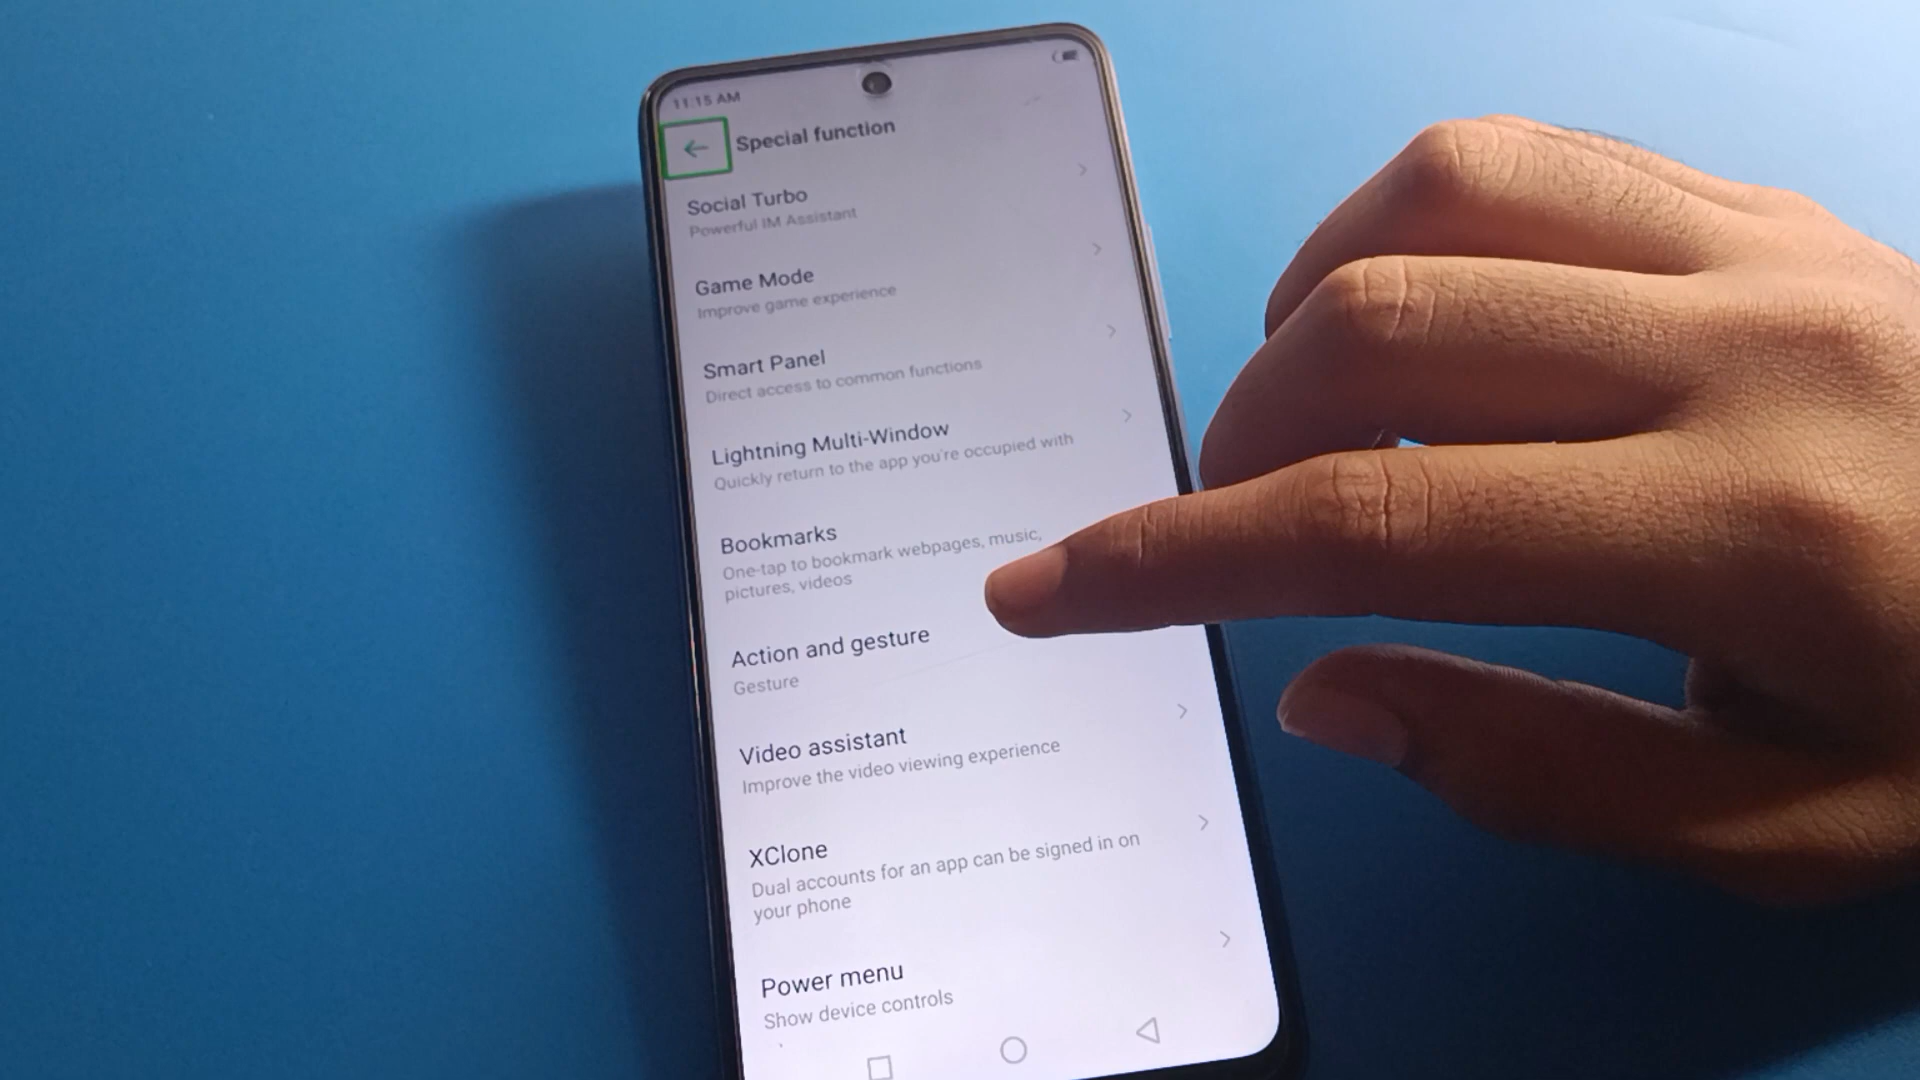 11:15 AM
Special function
Social Turbo
Powerful IM Assistant
Game Mode
Improve game experience
Smart Panel
Direct access to common functions
Lightning Multi-Window
Quickly return to the app you're occupied with
Bookmarks
One-tap to bookmark webpages, music,
pictures, videos
Action and gesture
Gesture
Video assistant
Improve the video viewing experience
XClone
Dual accounts for an app can be signed in on
your phone
Power menu
Show device controls